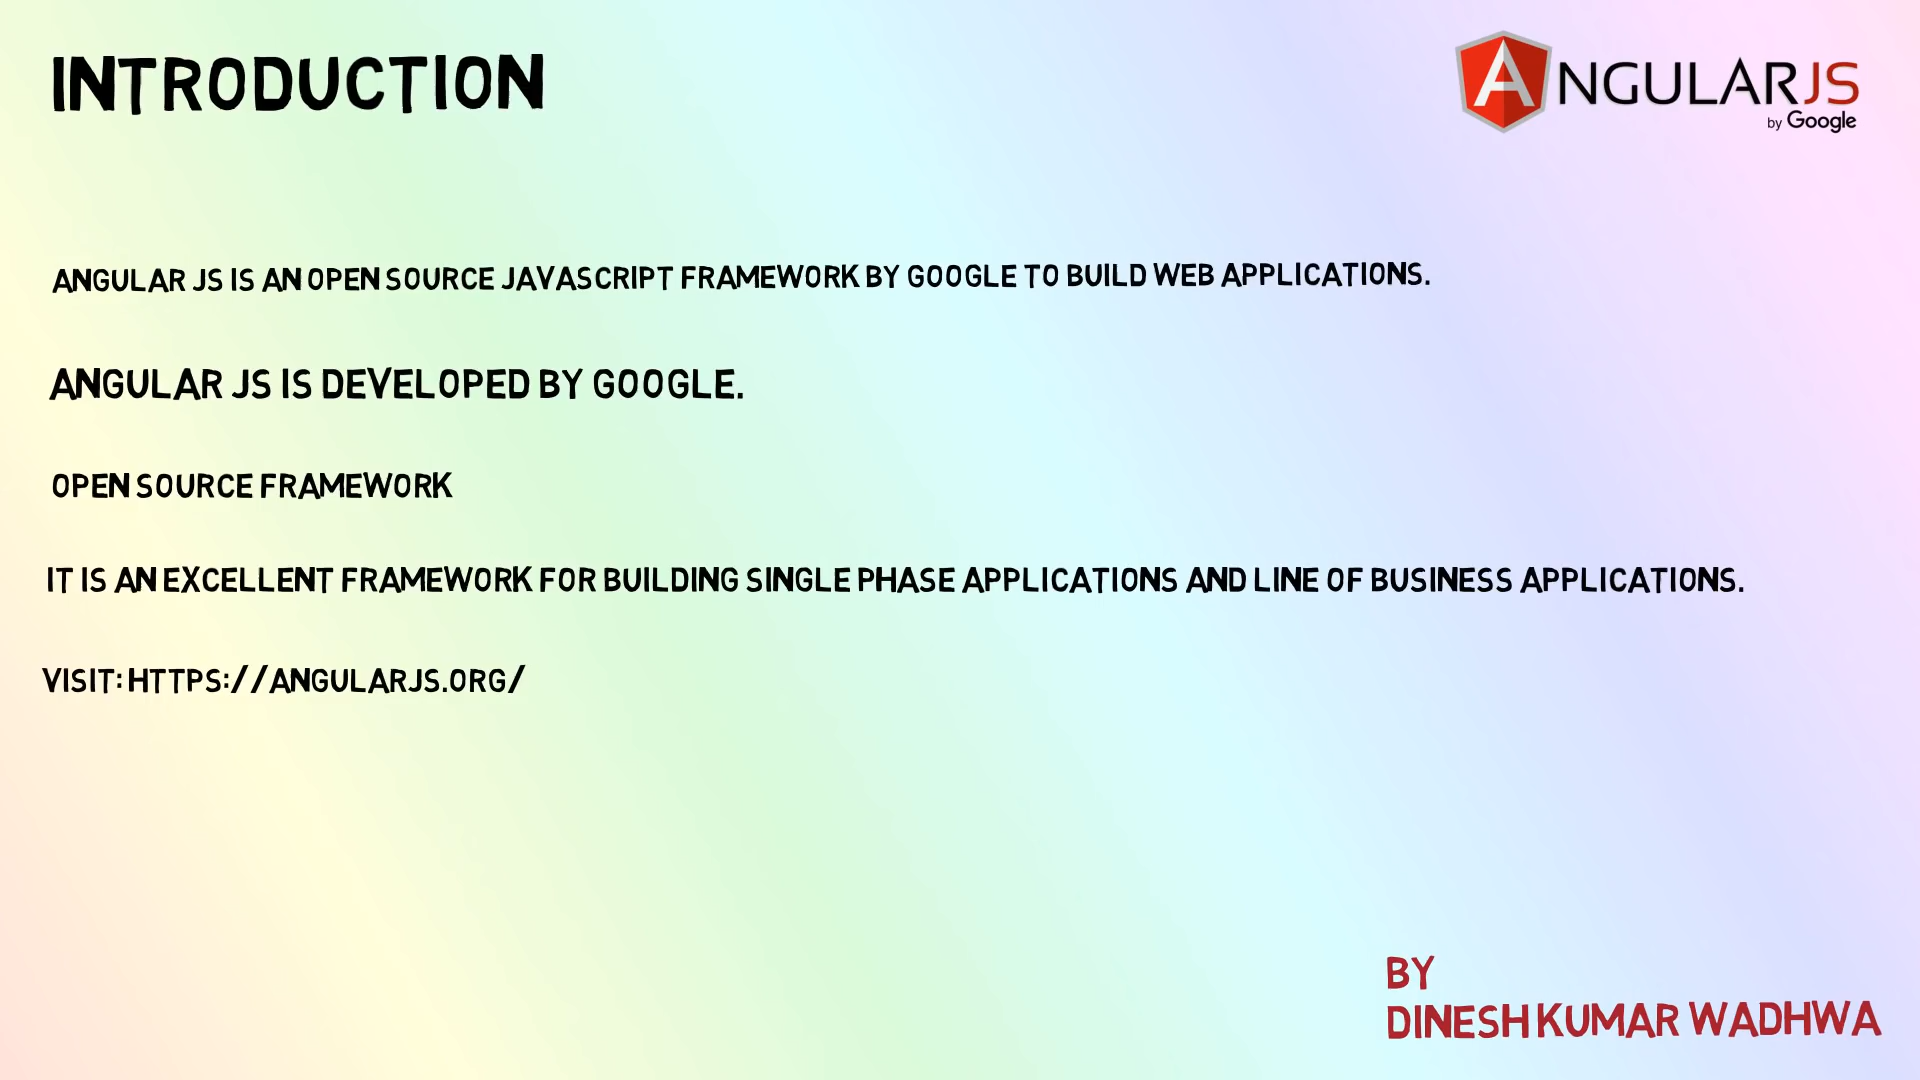 INTRODUCTION
ANGULARJS
by Google
ANGULAR JS IS AN OPEN SOURCE JAVASCRIPT FRAMEWORK BY GOOGLE TO BUILD WEB APPLICATIONS.
ANGULAR JS IS DEVELOPED BY GOOGLE.
OPEN SOURCE FRAMEWORK
IT IS AN EXCELLENT FRAMEWORK FOR BUILDING SINGLE PHASE APPLICATIONS AND LINE OF BUSINESS APPLICATIONS.
VISIT: HTTPS://ANGULARJS.ORG/
BY
DINESH KUMAR WADHWA